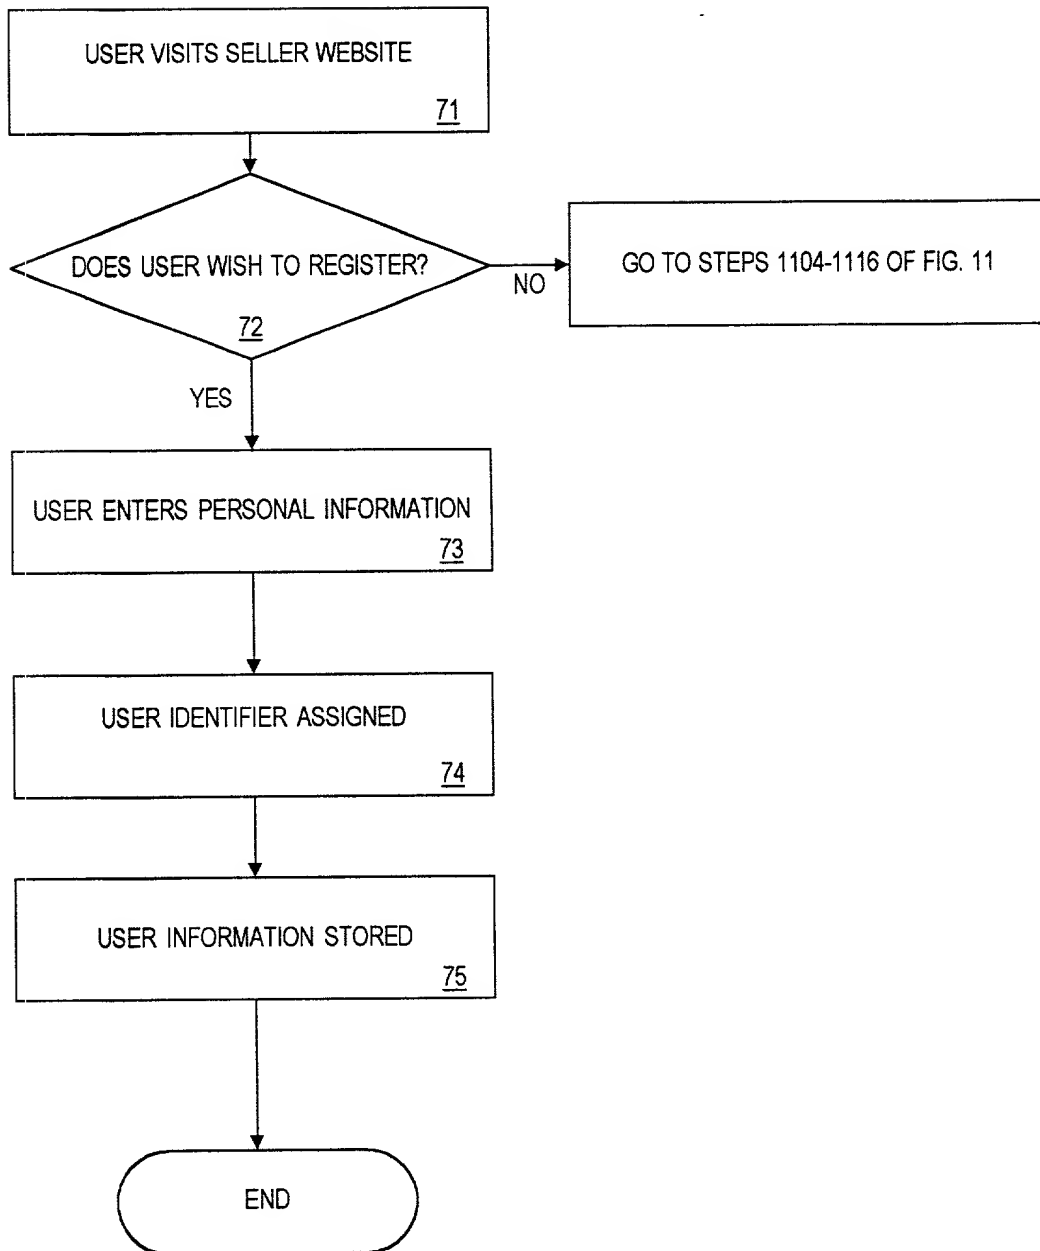 USER VISITS SELLER WEBSITE
71
DOES USER WISH TO REGISTER?
72
NO
GO TO STEPS 1104-1116 OF FIG. 11
YES
USER ENTERS PERSONAL INFORMATION
73
USER IDENTIFIER ASSIGNED
74
USER INFORMATION STORED
75
END